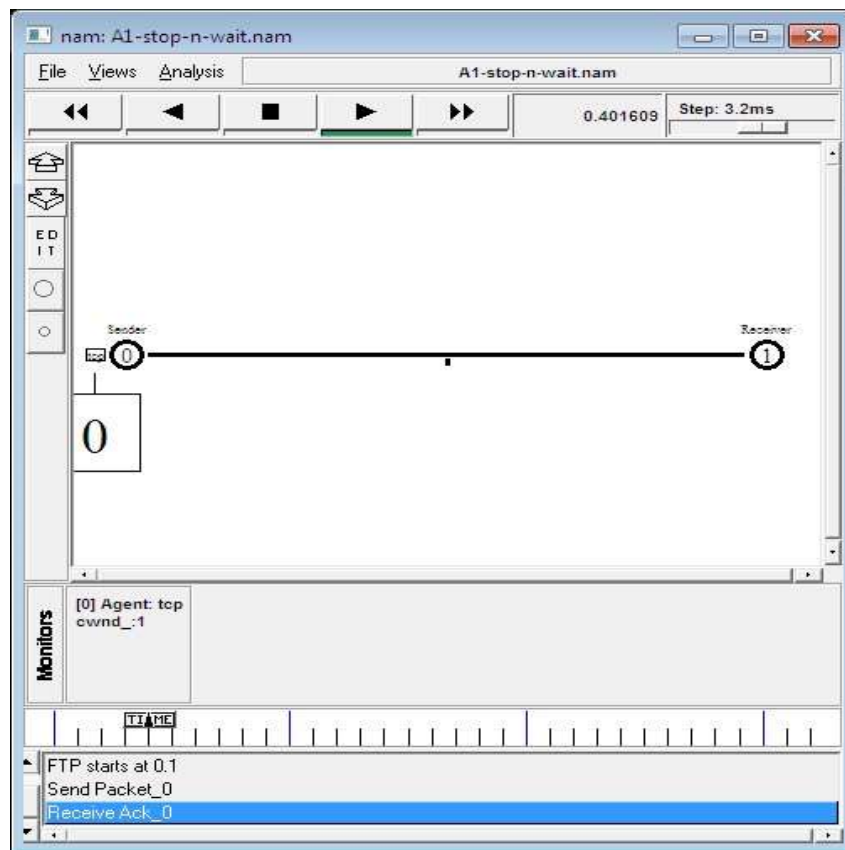 nam: A1-stop-n-wait.nam
File Views Analysis A1-stop-n-wait.nam
0.401609 Step: 3.2ms
E D
I T
Sender Receiver
tcp 0 1
0
Monitors
[0] Agent: tcp
cwnd_:1
TIME
FTP starts at 0.1
Send Packet_0
Receive Ack_0